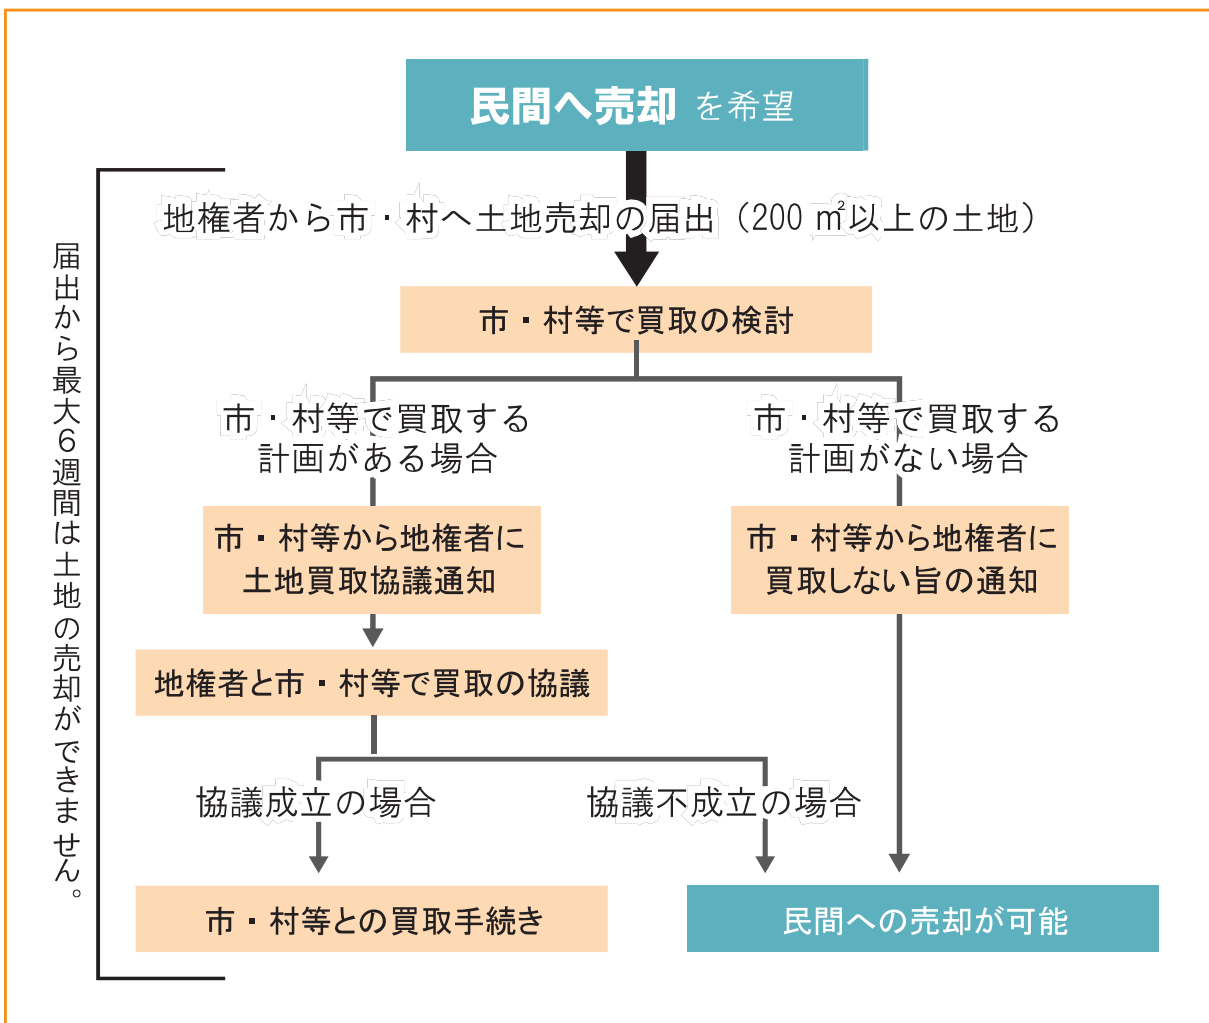 民間へ売却 を希望
地権者から市・村へ土地売却の届出（200 ㎡以上の土地）
届出から最大６週間は土地の売却ができません。
市・村等で買取の検討
市・村等で買取する
計画がある場合
市・村等で買取する
計画がない場合
市・村等から地権者に
土地買取協議通知
市・村等から地権者に
買取しない旨の通知
地権者と市・村等で買取の協議
協議成立の場合
協議不成立の場合
市・村等との買取手続き
民間への売却が可能